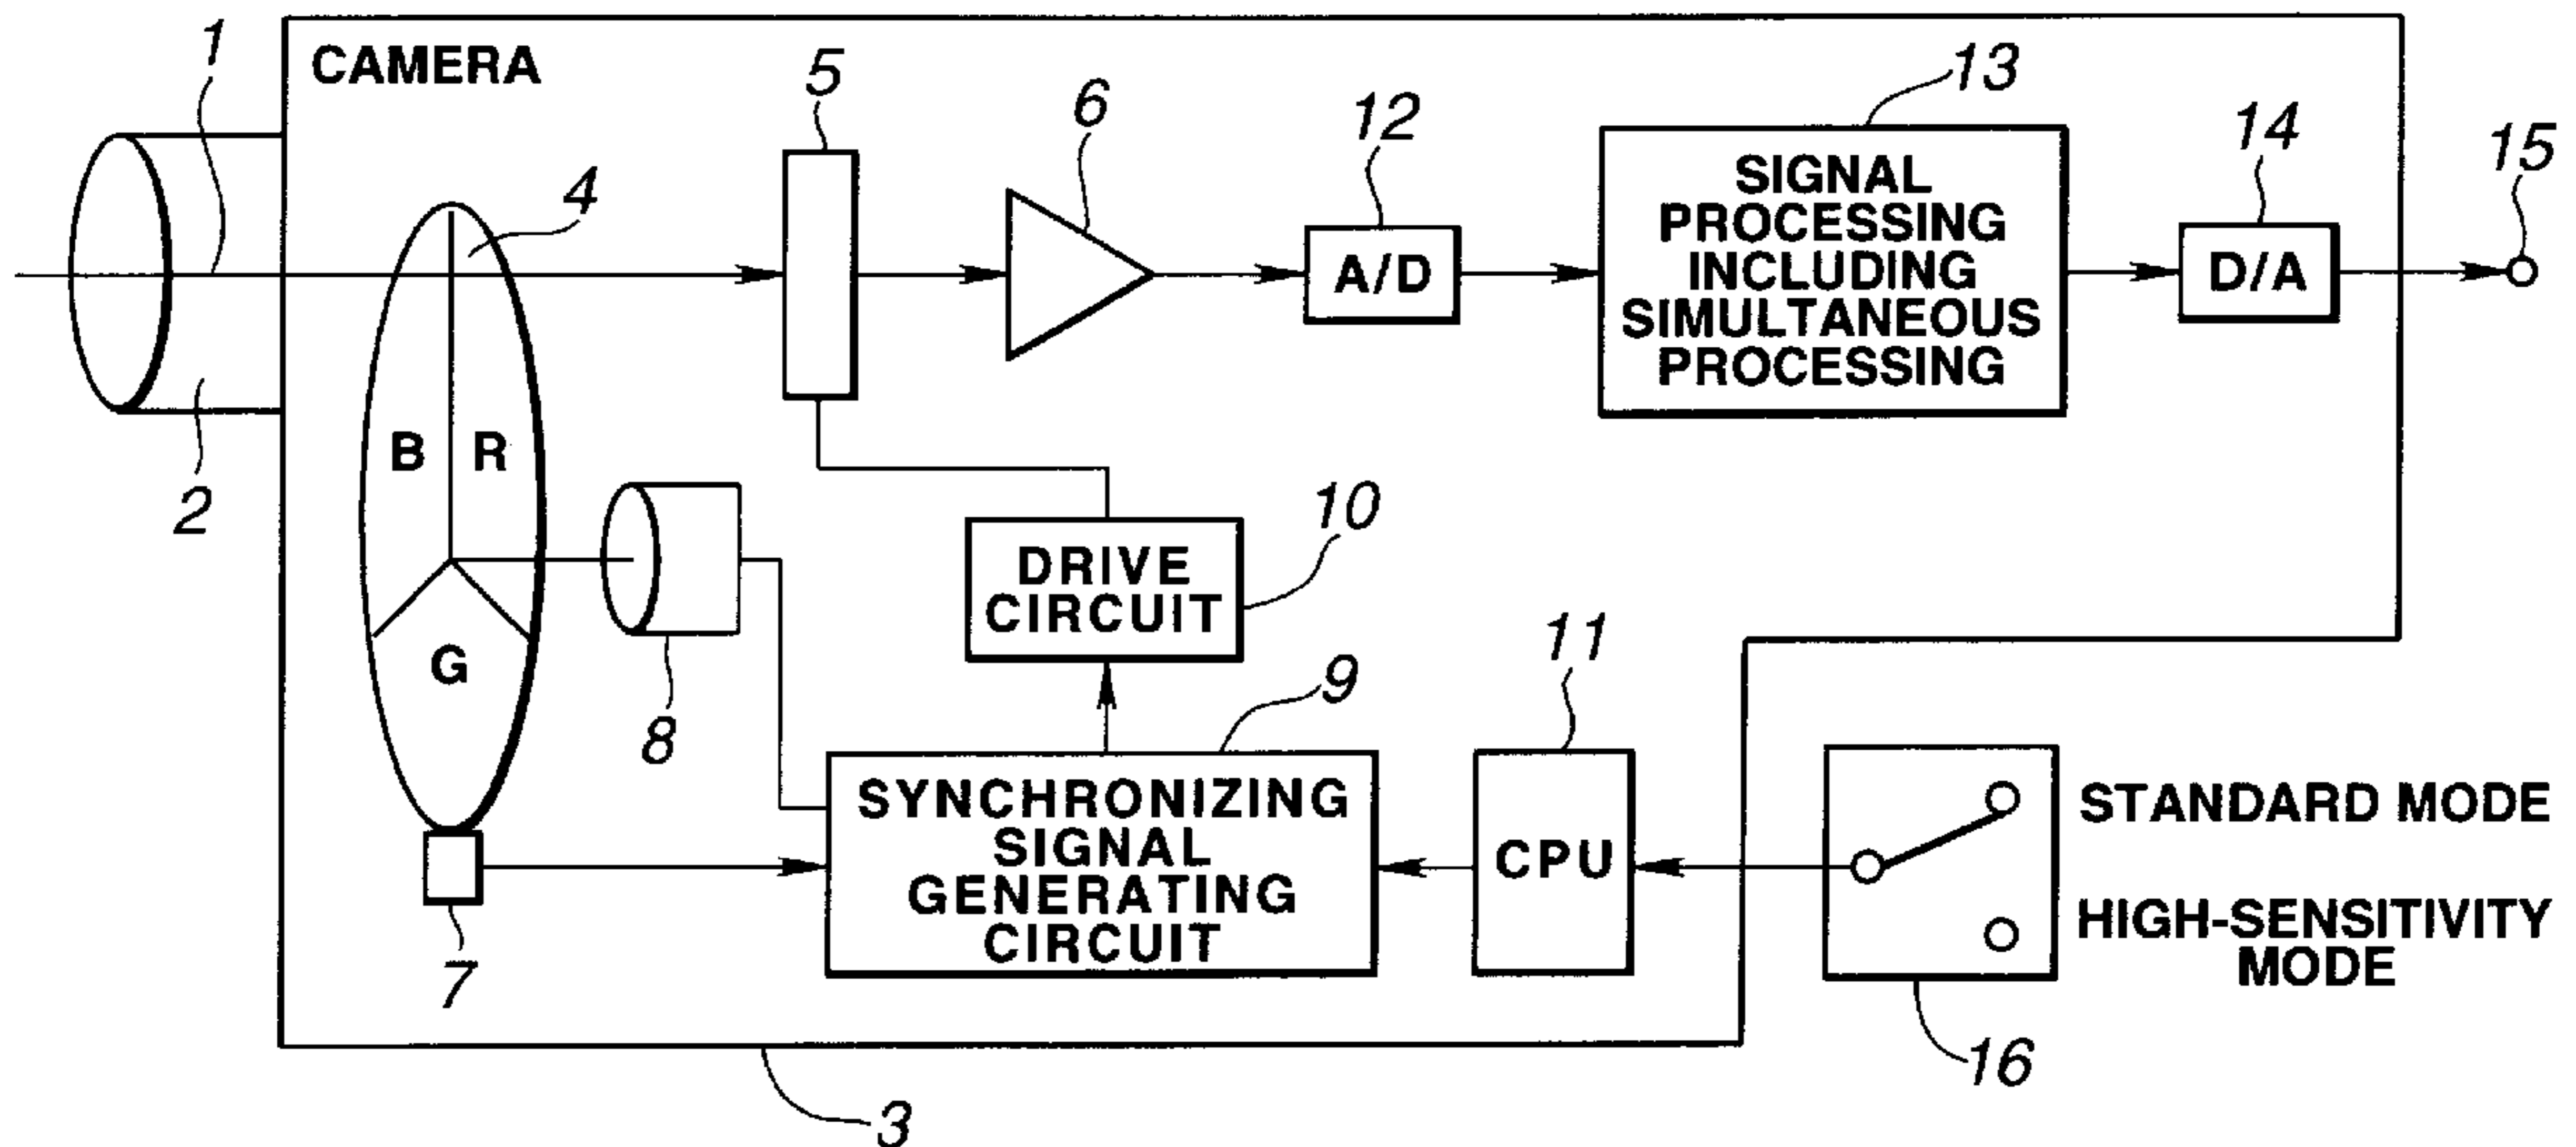 1
CAMERA
5
6
12
13
14
15
4
2
SIGNAL
PROCESSING
INCLUDING
SIMULTANEOUS
PROCESSING
A/D
D/A
B
R
G
8
DRIVE
CIRCUIT
10
11
9
SYNCHRONIZING
SIGNAL
GENERATING
CIRCUIT
CPU
STANDARD MODE
HIGH-SENSITIVITY
MODE
7
16
3